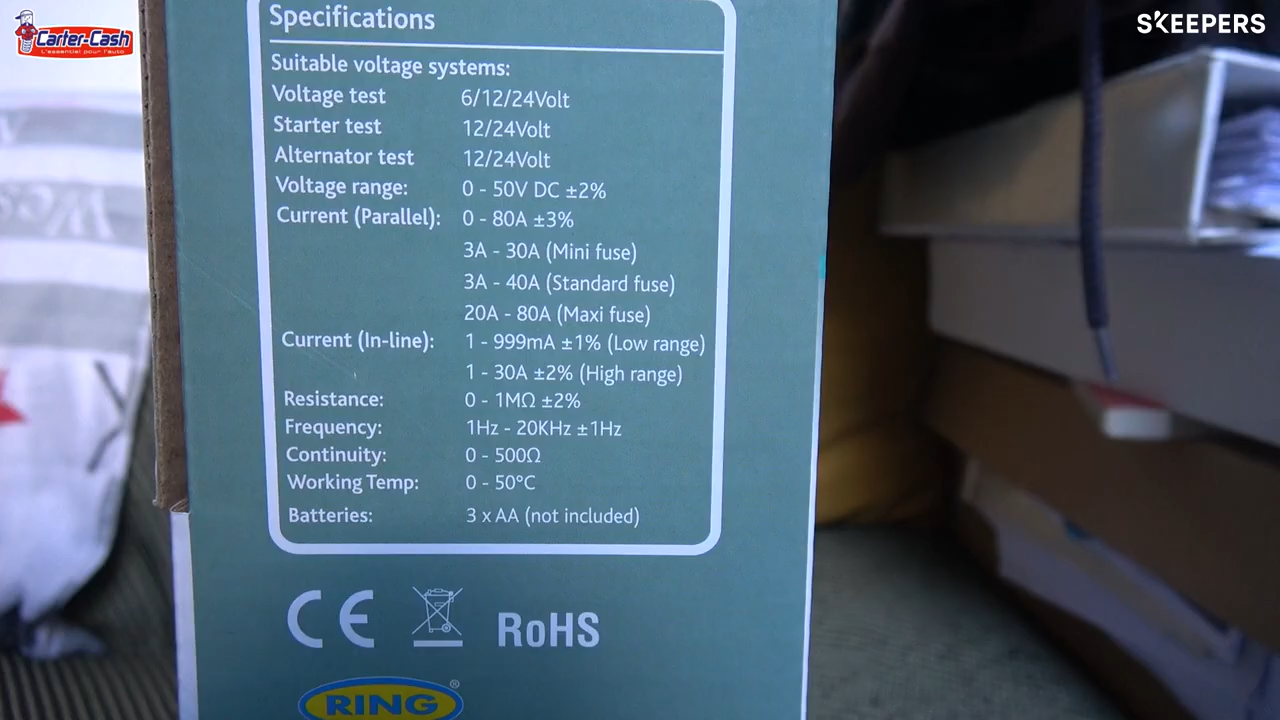 Carter-Cash
L'essentiel pour l'auto
SKEEPERS
Specifications
Suitable voltage systems:
Voltage test 6/12/24Volt
Starter test 12/24Volt
Alternator test 12/24Volt
Voltage range: 0 - 50V DC ±2%
Current (Parallel): 0 - 80A ±3%
3A - 30A (Mini fuse)
3A - 40A (Standard fuse)
20A - 80A (Maxi fuse)
Current (In-line): 1 - 999mA ±1% (Low range)
1 - 30A ±2% (High range)
Resistance: 0 - 1MΩ ±2%
Frequency: 1Hz - 20KHz ±1Hz
Continuity: 0 - 500Ω
Working Temp: 0 - 50°C
Batteries: 3 x AA (not included)
CE
RoHS
RING®